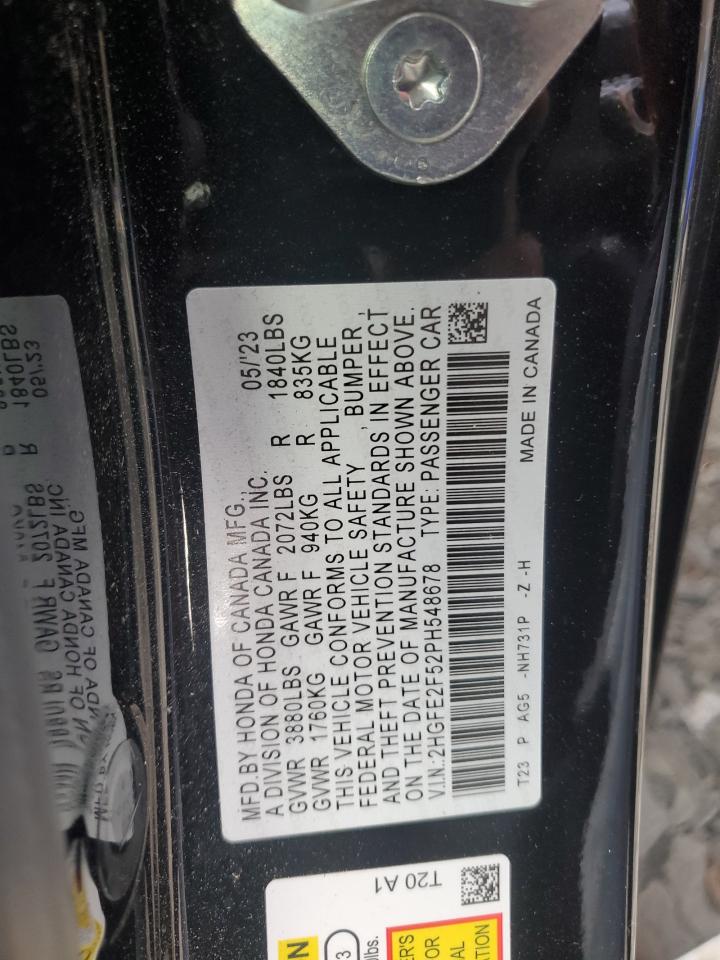 MFD.BY HONDA OF CANADA MFG., 05/'23
A DIVISION OF HONDA CANADA INC.
GVWR 3880LBS GAWR F 2072LBS R 1840LBS
GVWR 1760KG GAWR F 940KG R 835KG
THIS VEHICLE CONFORMS TO ALL APPLICABLE
FEDERAL MOTOR VEHICLE SAFETY, BUMPER,
AND THEFT PREVENTION STANDARDS IN EFFECT
ON THE DATE OF MANUFACTURE SHOWN ABOVE.
V.I.N.:2HGFE2F52PH548678 TYPE: PASSENGER CAR
T23 P AG5 -NH731P -Z -H MADE IN CANADA
T20 A1